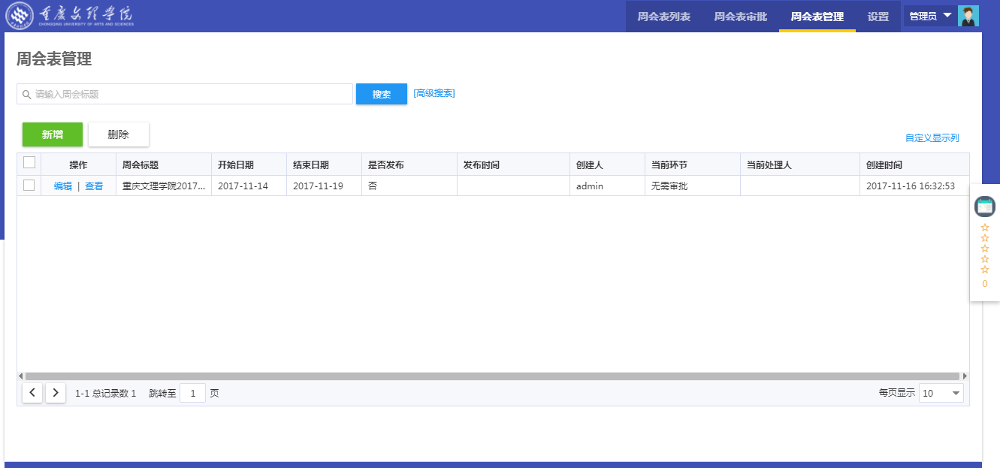 重庆文理学院
CHONGQING UNIVERSITY OF ARTS AND SCIENCES
周会表列表 周会表审批 周会表管理 设置 管理员
周会表管理
请输入周会标题 搜索 [高级搜索]
新增 删除
自定义显示列
操作 周会标题 开始日期 结束日期 是否发布 发布时间 创建人 当前环节 当前处理人 创建时间
编辑 | 查看 重庆文理学院2017... 2017-11-14 2017-11-19 否 admin 无需审批 2017-11-16 16:32:53
0
1-1 总记录数 1 跳转至 1 页 每页显示 10